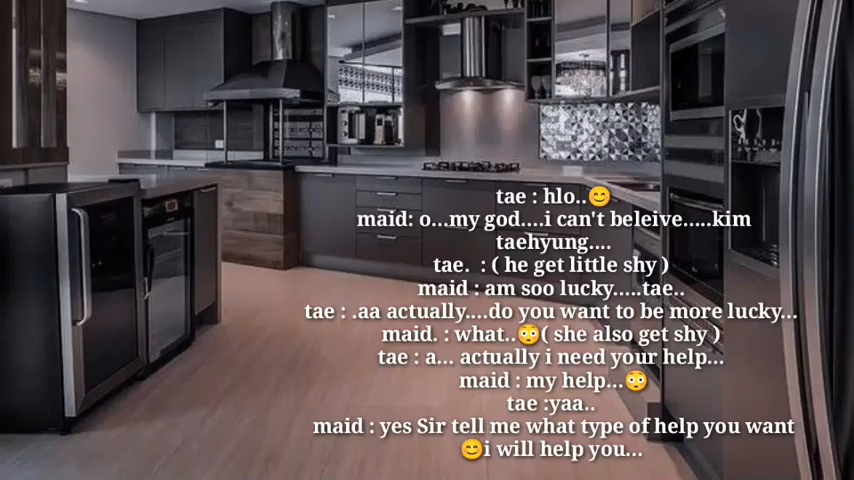 tae : hlo..😊
maid: o...my god....i can't beleive.....kim
taehyung....
tae.  : ( he get little shy )
maid : am soo lucky.....tae..
tae : .aa actually....do you want to be more lucky...
maid. : what..😳( she also get shy )
tae : a... actually i need your help...
maid : my help...😳
tae :yaa..
maid : yes Sir tell me what type of help you want
😊i will help you...